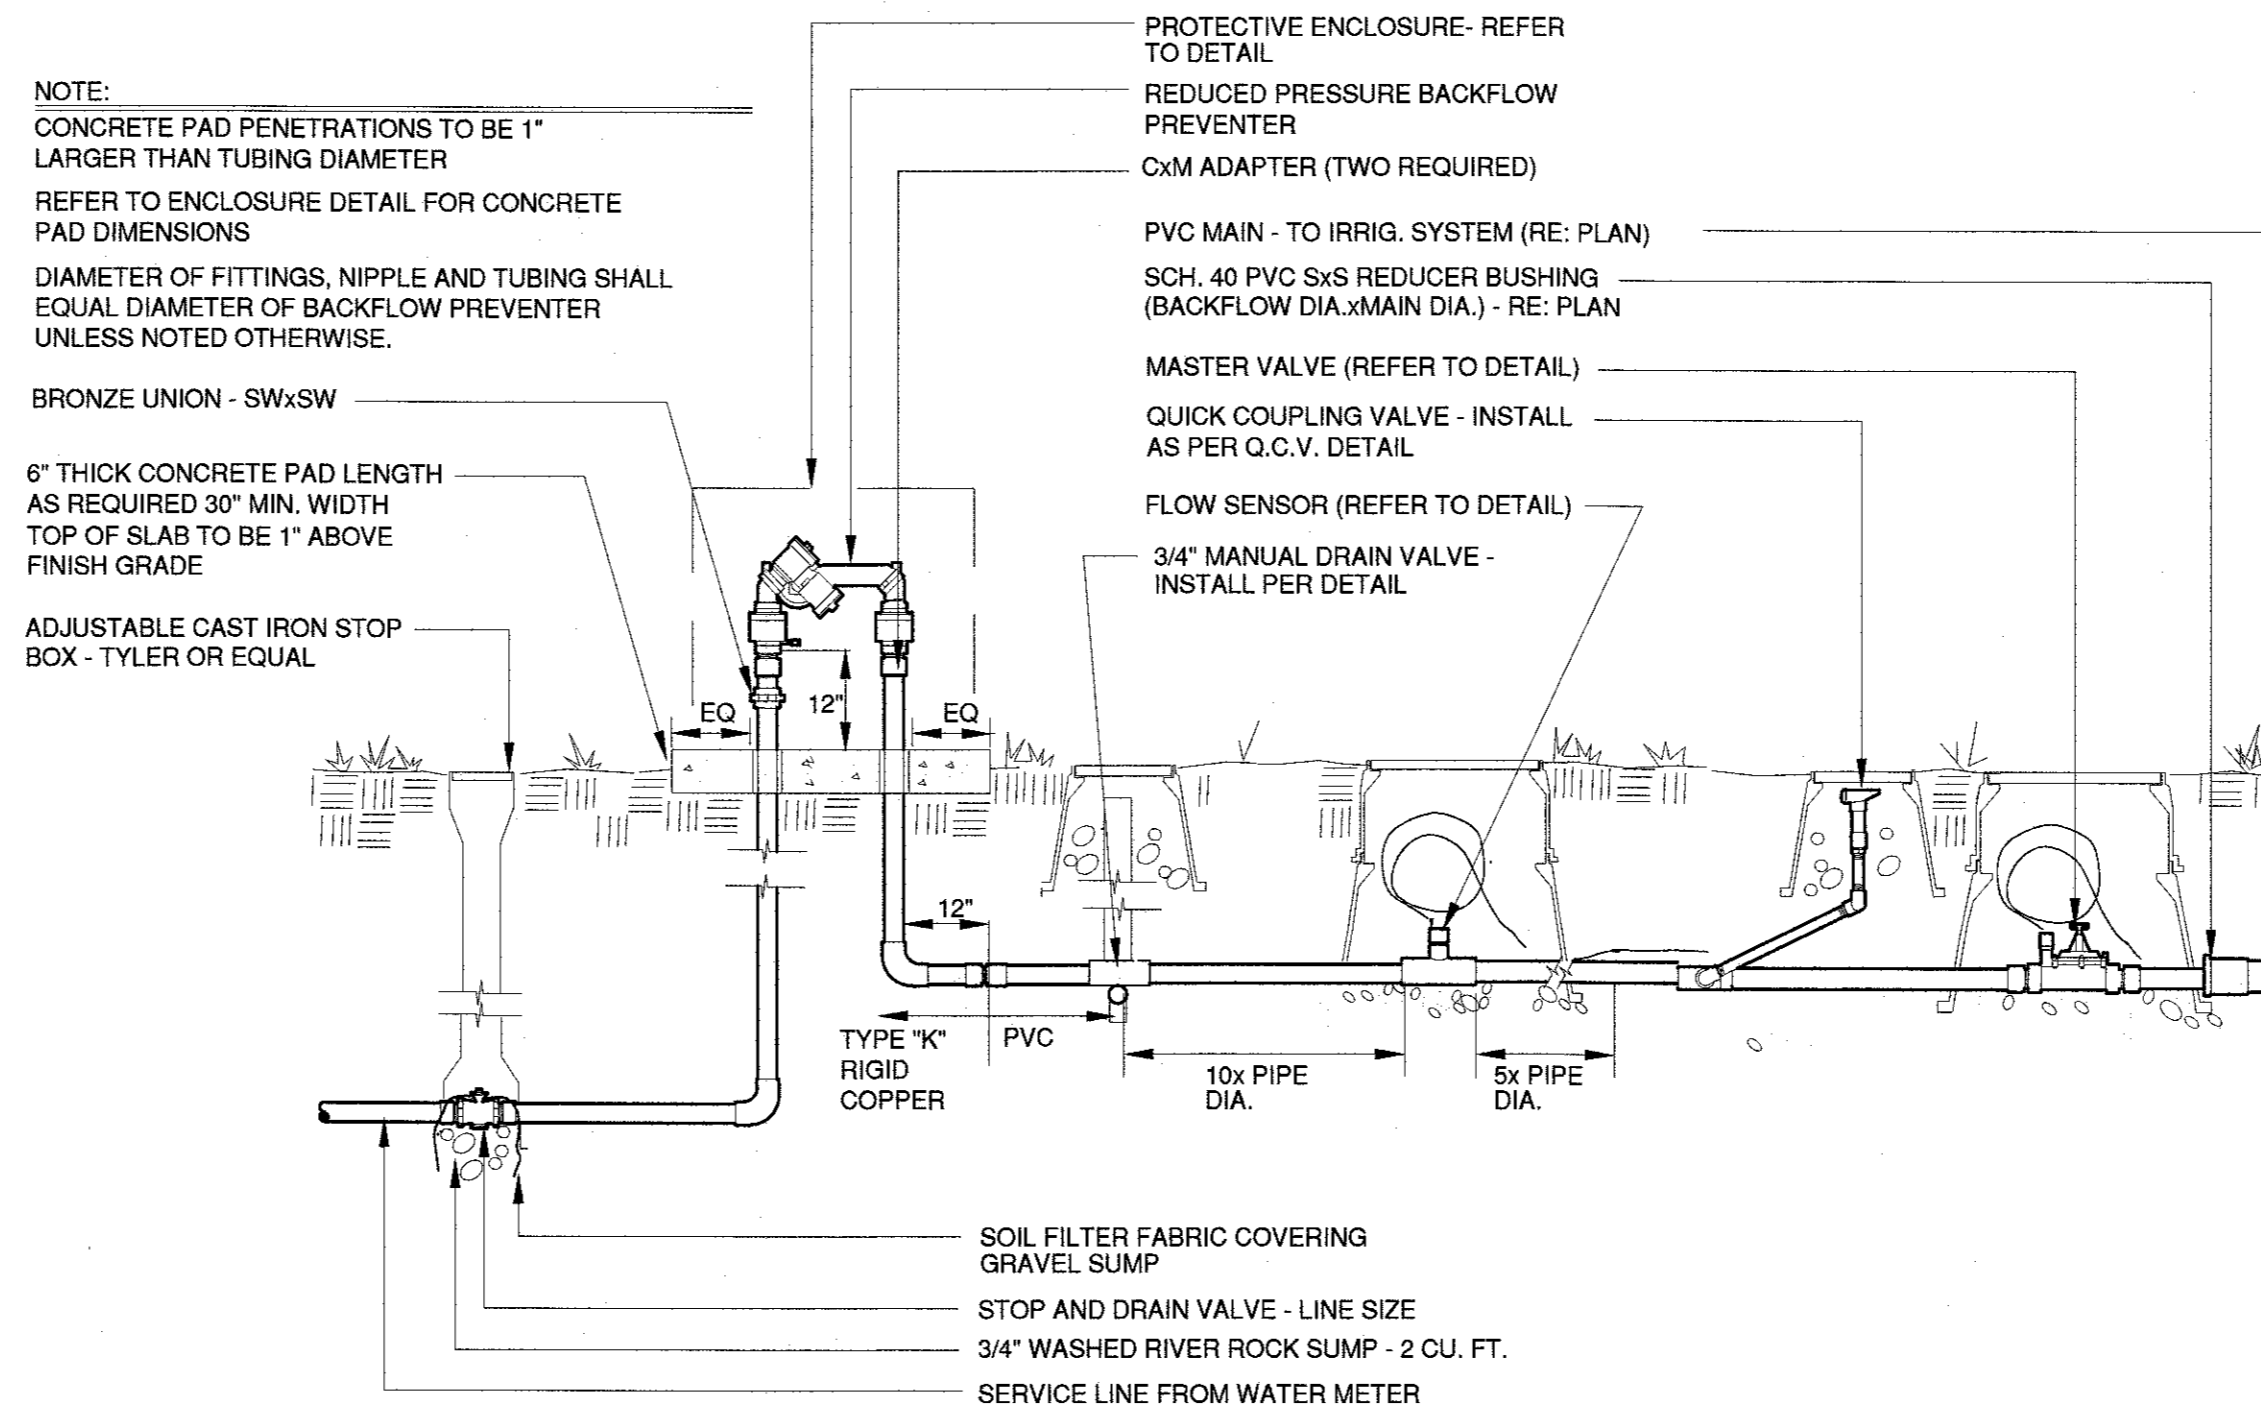 NOTE:
CONCRETE PAD PENETRATIONS TO BE 1"
LARGER THAN TUBING DIAMETER
REFER TO ENCLOSURE DETAIL FOR CONCRETE
PAD DIMENSIONS
DIAMETER OF FITTINGS, NIPPLE AND TUBING SHALL
EQUAL DIAMETER OF BACKFLOW PREVENTER
UNLESS NOTED OTHERWISE.
BRONZE UNION - SWxSW
6" THICK CONCRETE PAD LENGTH
AS REQUIRED 30" MIN. WIDTH
TOP OF SLAB TO BE 1" ABOVE
FINISH GRADE
ADJUSTABLE CAST IRON STOP
BOX - TYLER OR EQUAL
PROTECTIVE ENCLOSURE- REFER
TO DETAIL
REDUCED PRESSURE BACKFLOW
PREVENTER
CxM ADAPTER (TWO REQUIRED)
PVC MAIN - TO IRRIG. SYSTEM (RE: PLAN)
SCH. 40 PVC SxS REDUCER BUSHING
(BACKFLOW DIA.xMAIN DIA.) - RE: PLAN
MASTER VALVE (REFER TO DETAIL)
QUICK COUPLING VALVE - INSTALL
AS PER Q.C.V. DETAIL
FLOW SENSOR (REFER TO DETAIL)
3/4" MANUAL DRAIN VALVE -
INSTALL PER DETAIL
EQ
12"
EQ
12"
TYPE "K"
RIGID
COPPER
PVC
10x PIPE
DIA.
5x PIPE
DIA.
SOIL FILTER FABRIC COVERING
GRAVEL SUMP
STOP AND DRAIN VALVE - LINE SIZE
3/4" WASHED RIVER ROCK SUMP - 2 CU. FT.
SERVICE LINE FROM WATER METER